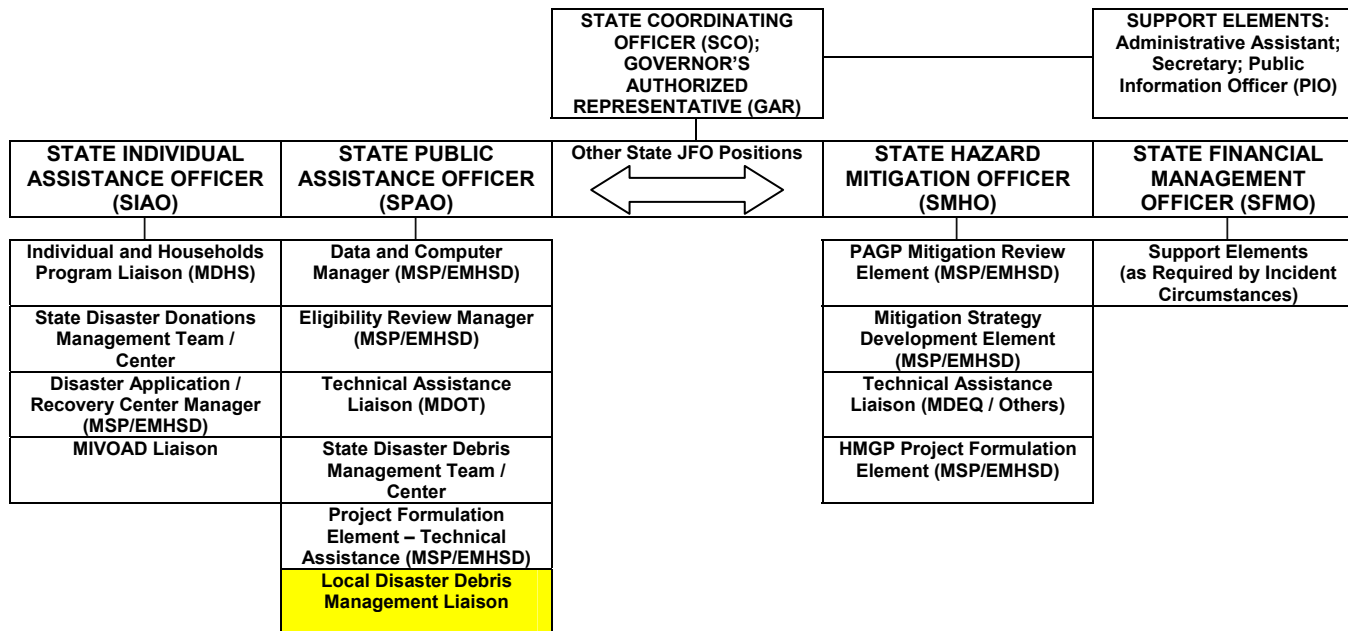 STATE COORDINATING
OFFICER (SCO);
GOVERNOR'S
AUTHORIZED
REPRESENTATIVE (GAR)
SUPPORT ELEMENTS:
Administrative Assistant;
Secretary; Public
Information Officer (PIO)
STATE INDIVIDUAL
ASSISTANCE OFFICER
(SIAO)
STATE PUBLIC
ASSISTANCE OFFICER
(SPAO)
Other State JFO Positions
STATE HAZARD
MITIGATION OFFICER
(SMHO)
STATE FINANCIAL
MANAGEMENT
OFFICER (SFMO)
Individual and Households
Program Liaison (MDHS)
State Disaster Donations
Management Team /
Center
Disaster Application /
Recovery Center Manager
(MSP/EMHSD)
MIVOAD Liaison
Data and Computer
Manager (MSP/EMHSD)
Eligibility Review Manager
(MSP/EMHSD)
Technical Assistance
Liaison (MDOT)
State Disaster Debris
Management Team /
Center
Project Formulation
Element – Technical
Assistance (MSP/EMHSD)
Local Disaster Debris
Management Liaison
PAGP Mitigation Review
Element (MSP/EMHSD)
Mitigation Strategy
Development Element
(MSP/EMHSD)
Technical Assistance
Liaison (MDEQ / Others)
HMGP Project Formulation
Element (MSP/EMHSD)
Support Elements
(as Required by Incident
Circumstances)